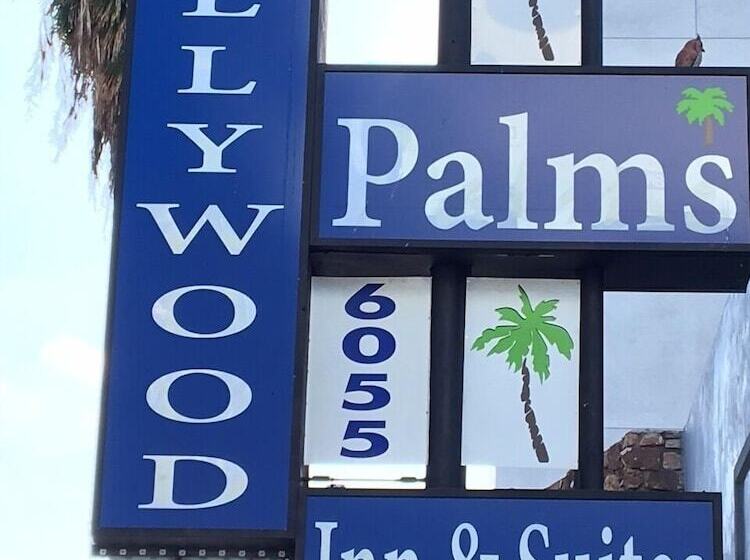 LLYWOOD
Palms
6055
Inn & Suites